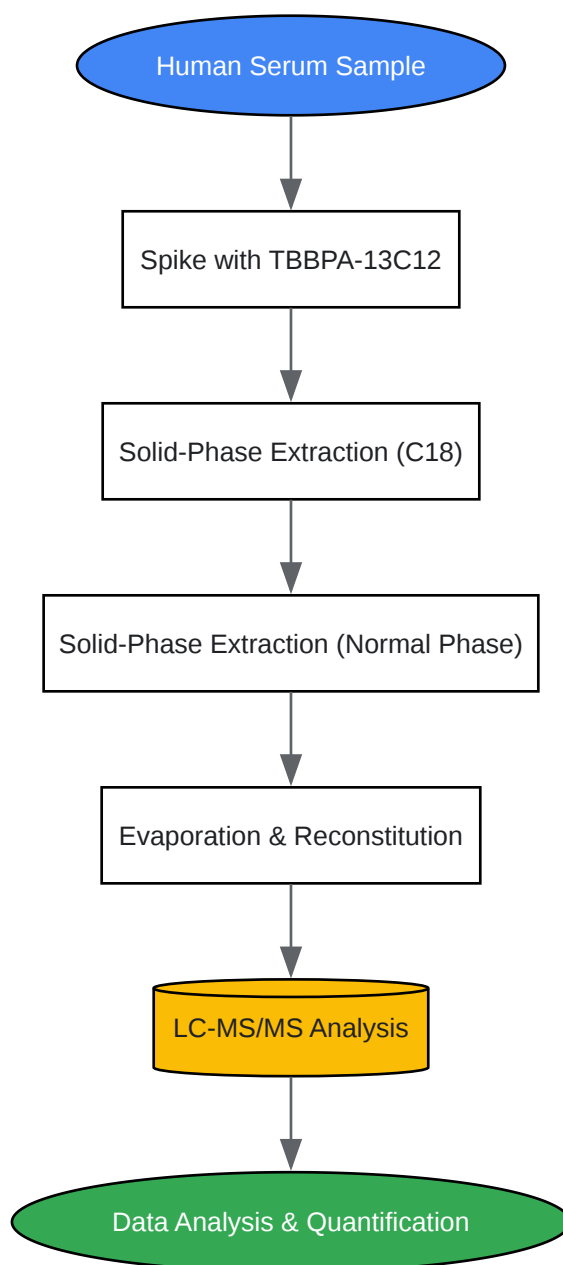 Human Serum Sample
Spike with TBBPA-13C12
Solid-Phase Extraction (C18)
Solid-Phase Extraction (Normal Phase)
Evaporation & Reconstitution
LC-MS/MS Analysis
Data Analysis & Quantification